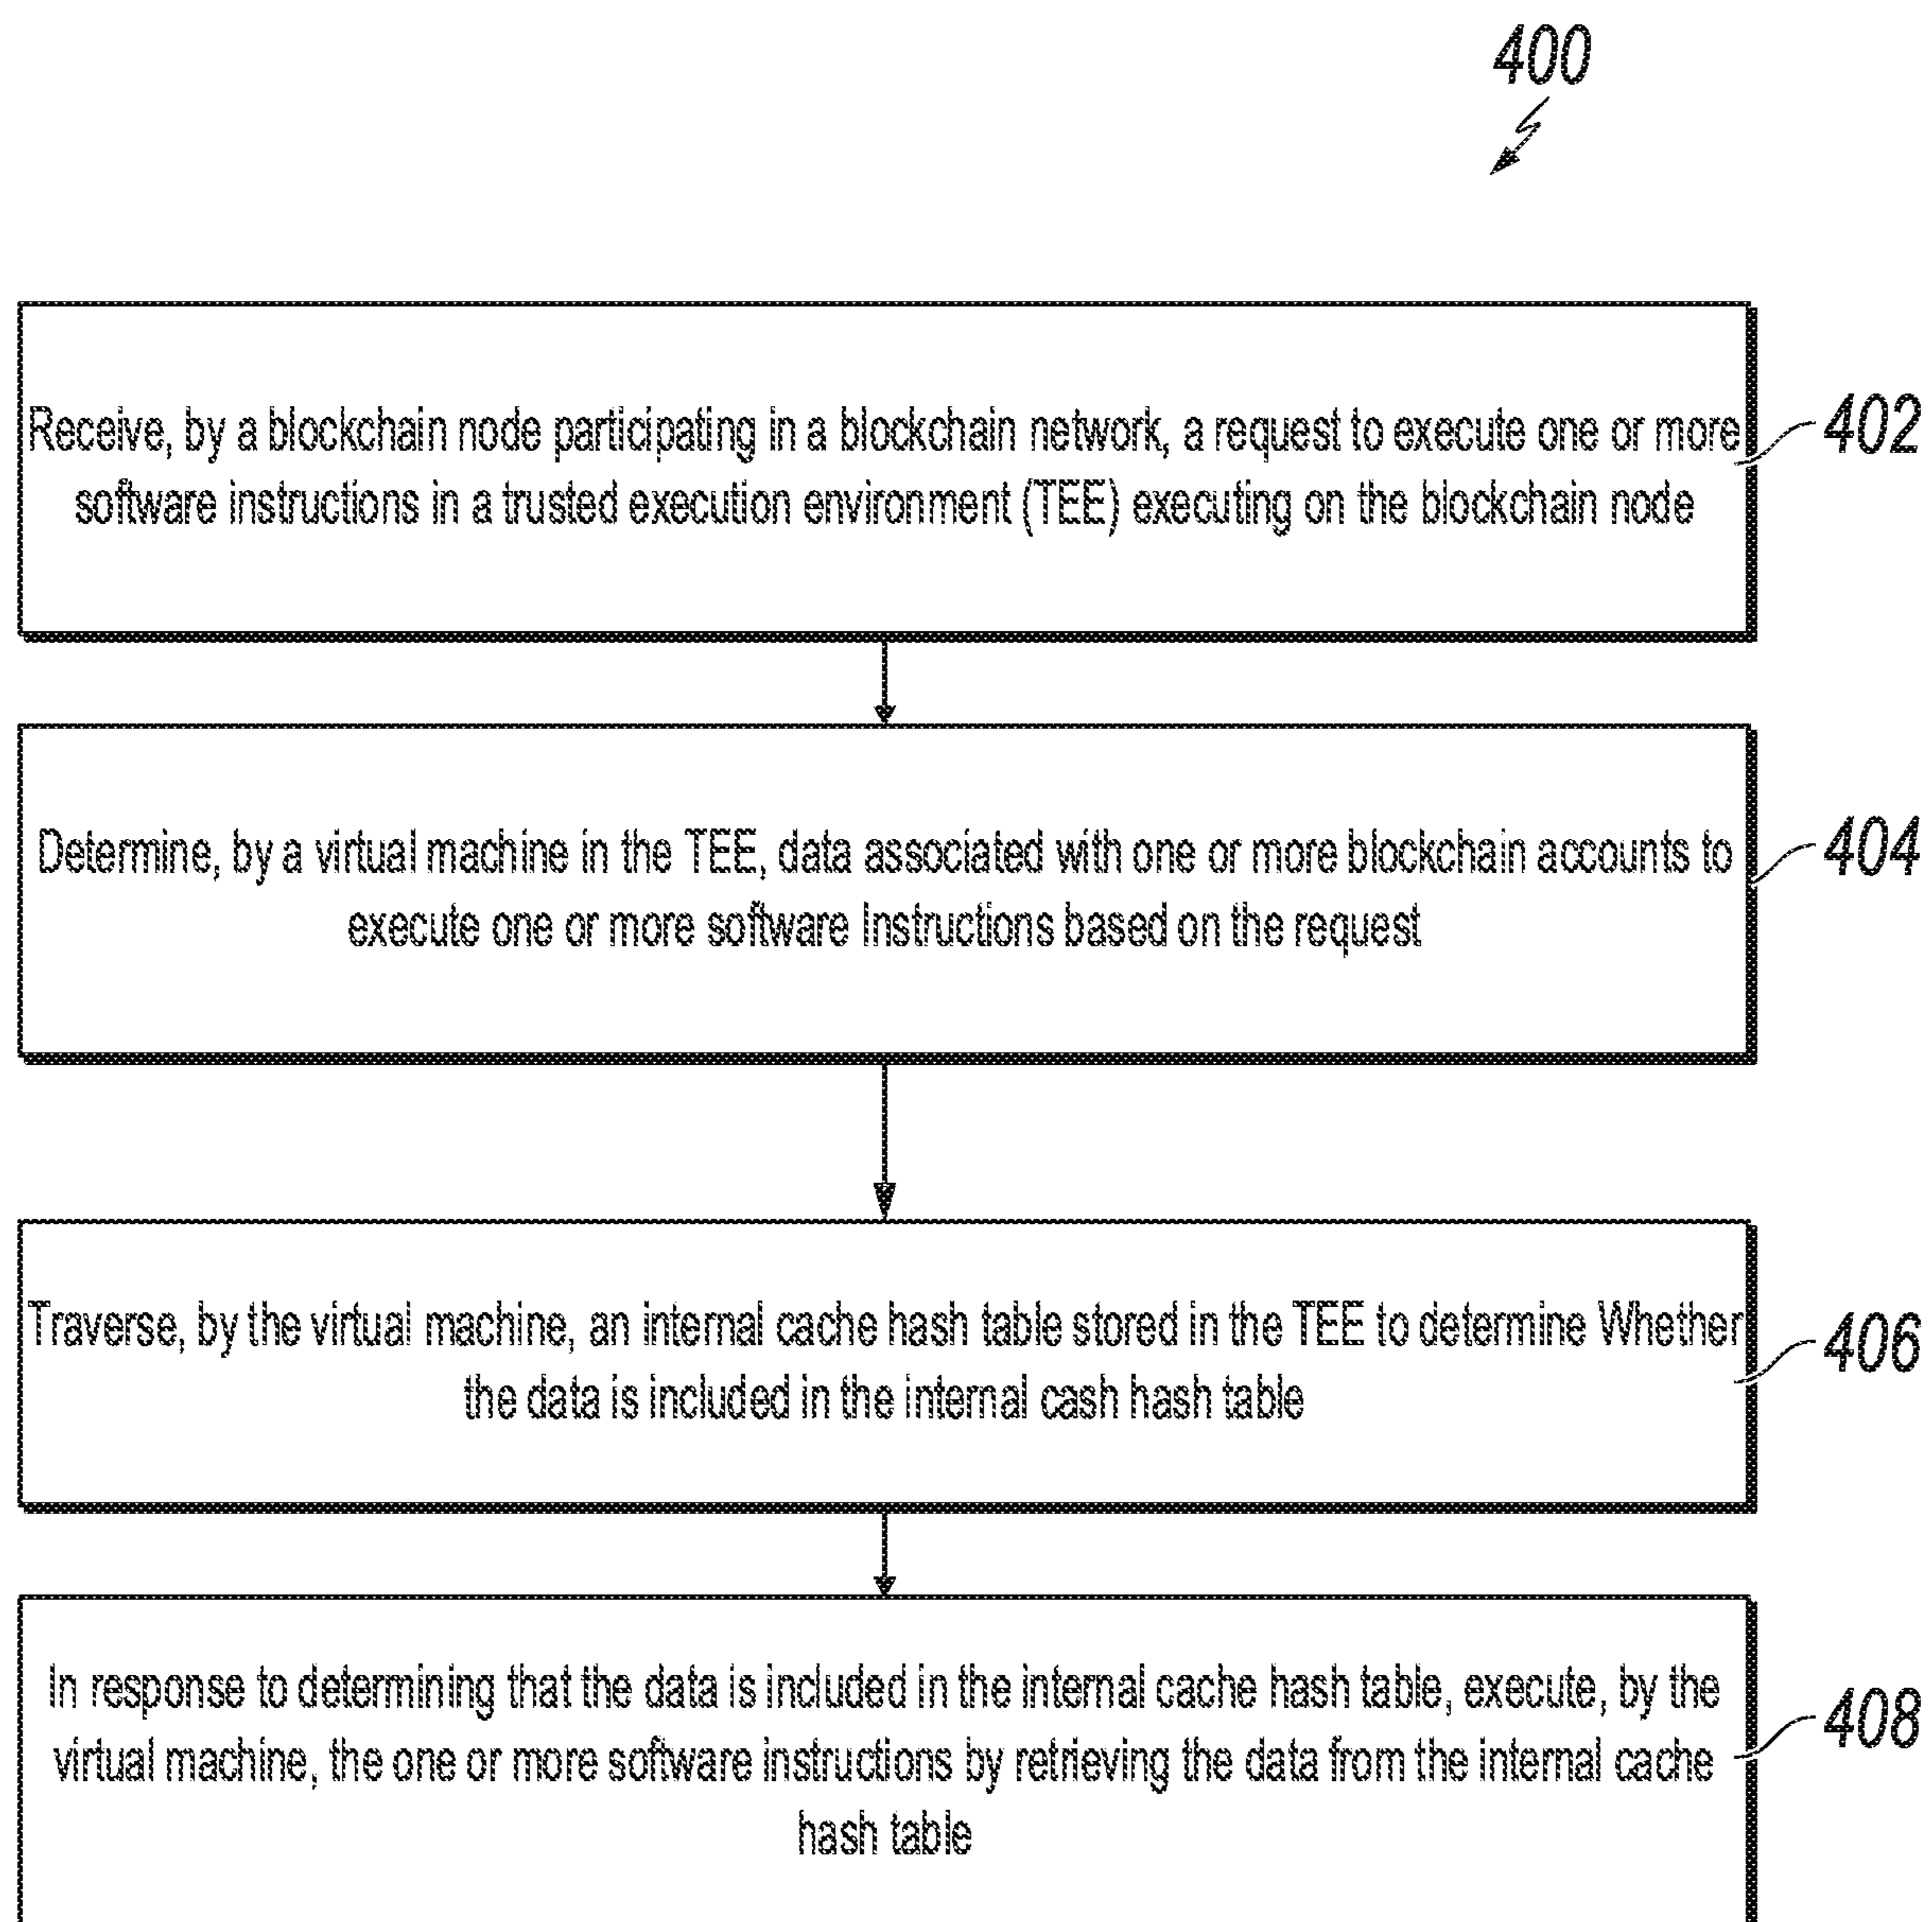 400
Receive, by a blockchain node participating in a blockchain network, a request to execute one or more
software instructions in a trusted execution environment (TEE) executing on the blockchain node
402
Determine, by a virtual machine in the TEE, data associated with one or more blockchain accounts to
execute one or more software Instructions based on the request
404
Traverse, by the virtual machine, an internal cache hash table stored in the TEE to determine Whether
the data is included in the internal cash hash table
406
In response to determining that the data is included in the internal cache hash table, execute, by the
virtual machine, the one or more software instructions by retrieving the data from the internal cache
hash table
408